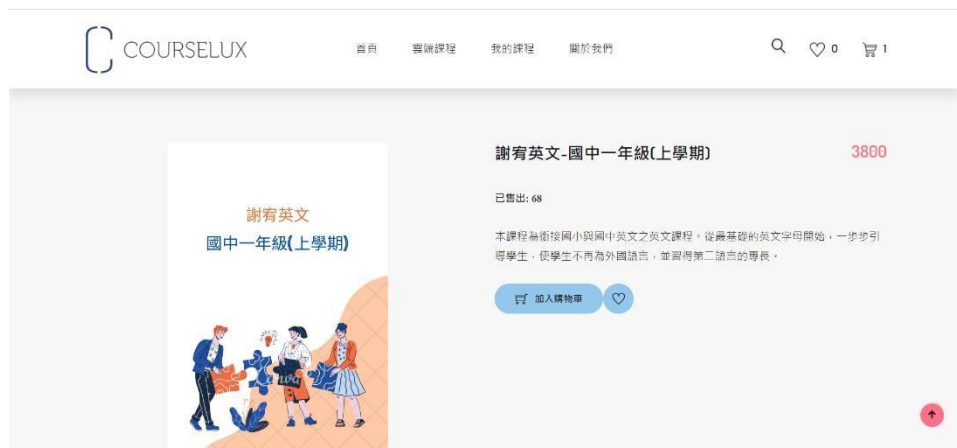 COURSELUX
首頁 雲端課程 我的課程 關於我們
0 1
謝宥英文-國中一年級(上學期)
3800
已售出: 68
本課程為銜接國小與國中英文之英文課程。從最基礎的英文字母開始,一步步引
導學生,使學生不再為外國語言,並習得第二語言的專長。
加入購物車
謝宥英文
國中一年級(上學期)